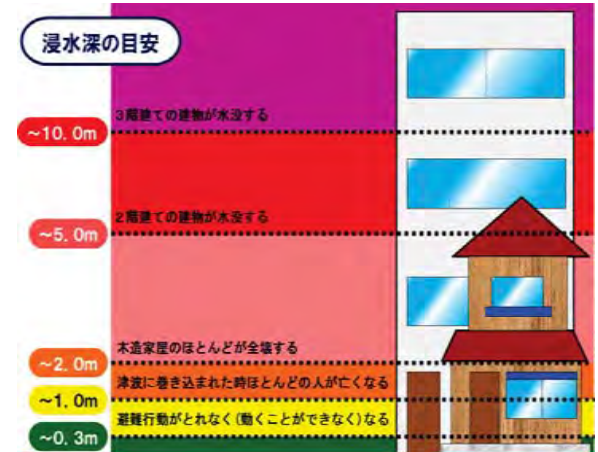 浸水深の目安
3階建ての建物が水没する
~10.0m
2階建ての建物が水没する
~5.0m
木造家屋のほとんどが全壊する
~2.0m
津波に巻き込まれた時ほとんどの人が亡くなる
~1.0m
避難行動がとれなく(動くことができなく)なる
~0.3m